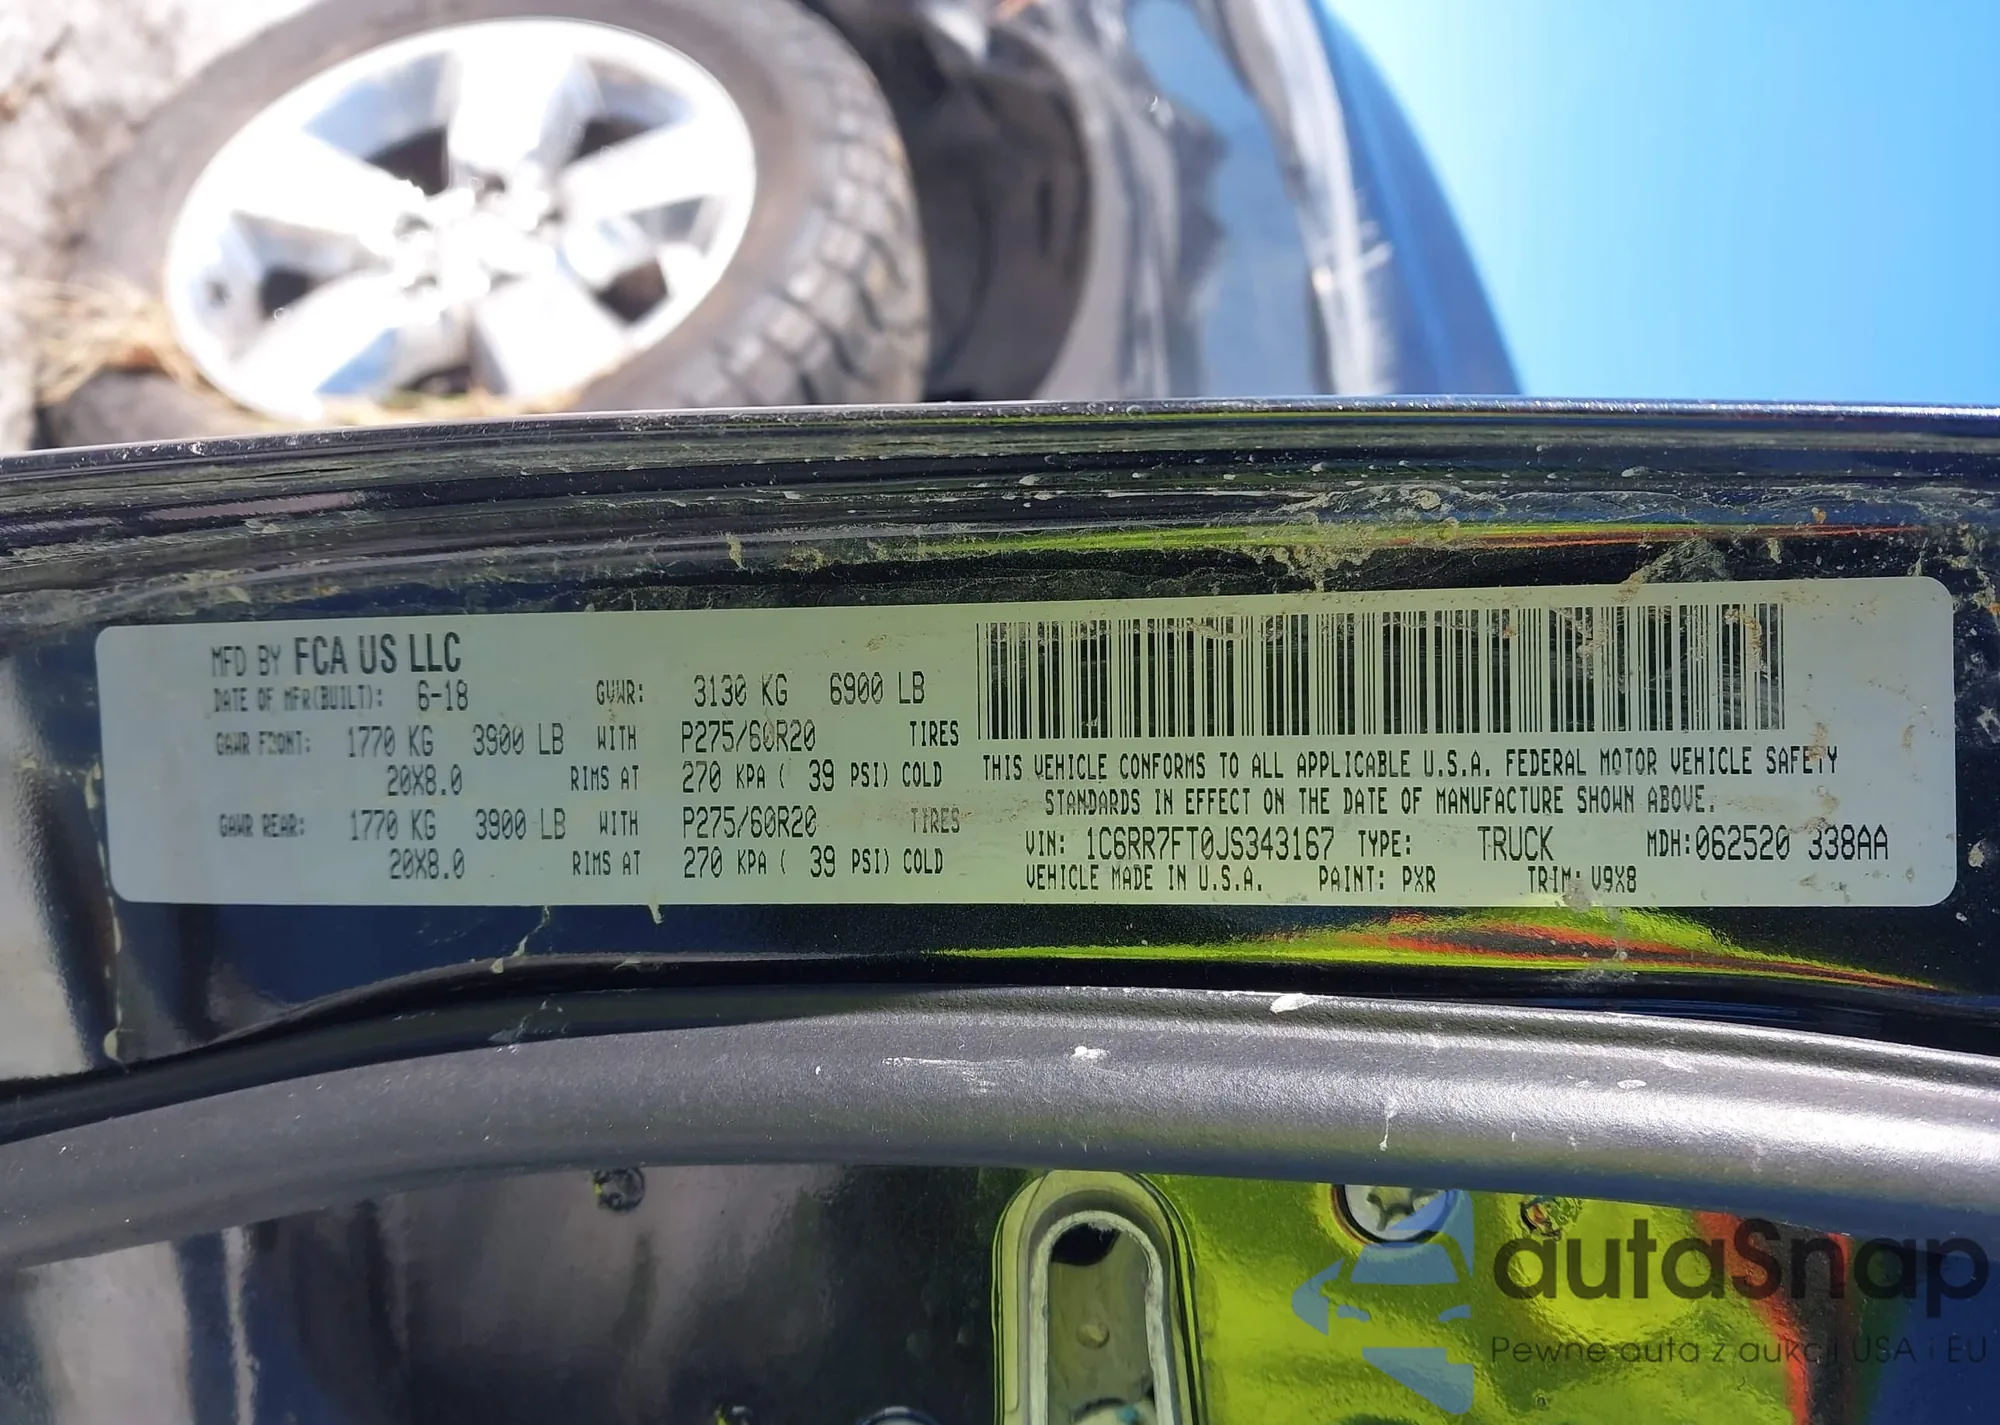 MFD BY FCA US LLC
DATE OF MFR(BUILT): 6-18 GVWR: 3130 KG 6900 LB
GAWR FRONT: 1770 KG 3900 LB WITH P275/60R20 TIRES
20X8.0 RIMS AT 270 KPA ( 39 PSI) COLD
GAWR REAR: 1770 KG 3900 LB WITH P275/60R20 TIRES
20X8.0 RIMS AT 270 KPA ( 39 PSI) COLD
THIS VEHICLE CONFORMS TO ALL APPLICABLE U.S.A. FEDERAL MOTOR VEHICLE SAFETY
STANDARDS IN EFFECT ON THE DATE OF MANUFACTURE SHOWN ABOVE.
VIN: 1C6RR7FT0JS343167 TYPE: TRUCK MDH:062520 338AA
VEHICLE MADE IN U.S.A. PAINT: PXR TRIM: V9X8
autaSnap
Pewne auta z aukcji USA i EU